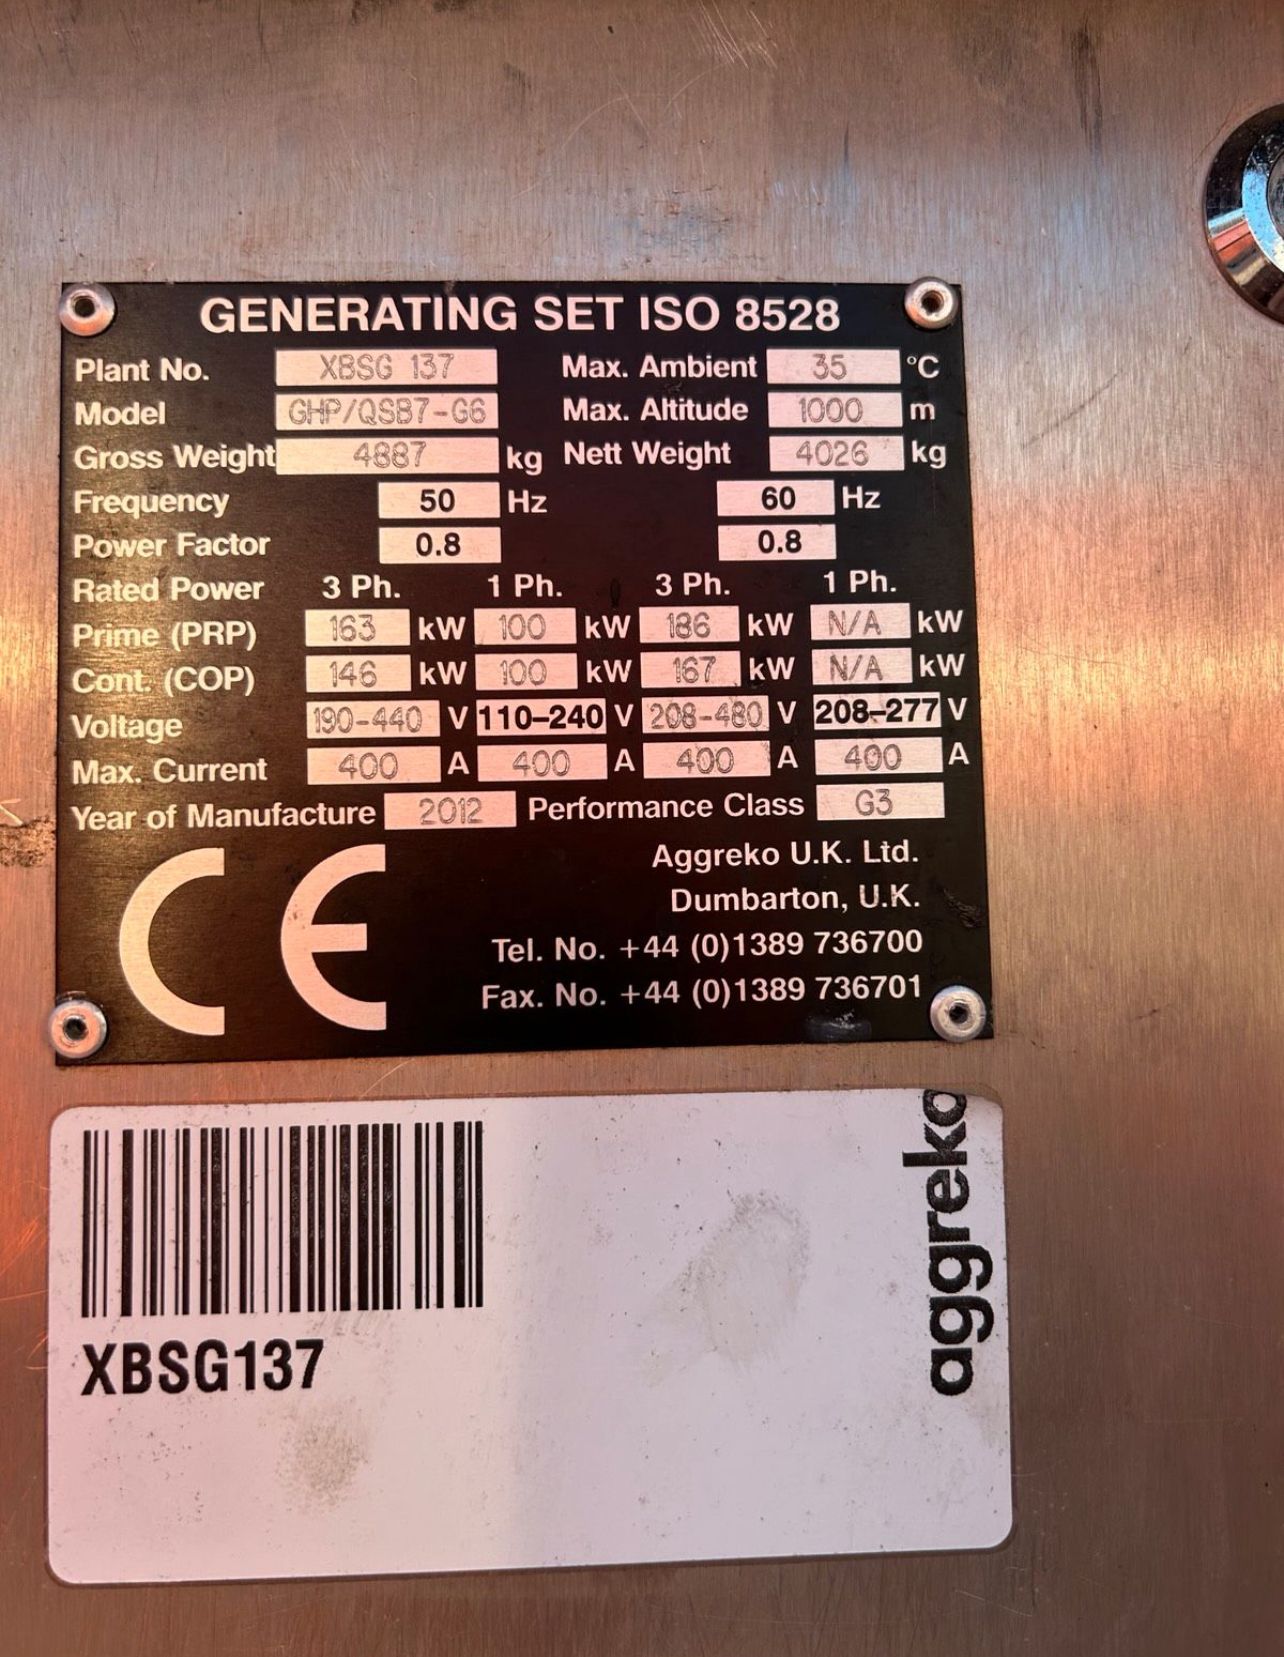 GENERATING SET ISO 8528
Plant No. XBSG 137 Max. Ambient 35 °C
Model GHP/QSB7-G6 Max. Altitude 1000 m
Gross Weight 4887 kg Nett Weight 4026 kg
Frequency 50 Hz 60 Hz
Power Factor 0.8 0.8
Rated Power 3 Ph. 1 Ph. 3 Ph. 1 Ph.
Prime (PRP) 163 kW 100 kW 186 kW N/A kW
Cont. (COP) 146 kW 100 kW 167 kW N/A kW
Voltage 190-440 V 110–240 V 208-480 V 208–277 V
Max. Current 400 A 400 A 400 A 400 A
Year of Manufacture 2012 Performance Class G3
CE
Aggreko U.K. Ltd.
Dumbarton, U.K.
Tel. No. +44 (0)1389 736700
Fax. No. +44 (0)1389 736701
XBSG137
aggreko